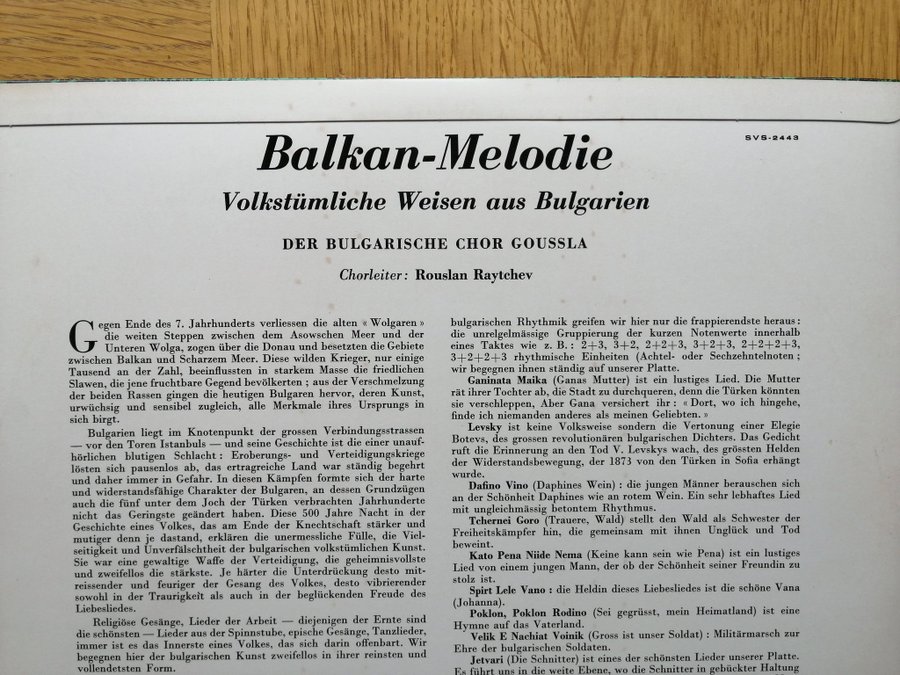 SVS-2443
Balkan-Melodie
Volkstümliche Weisen aus Bulgarien
DER BULGARISCHE CHOR GOUSSLA
Chorleiter: Rouslan Raytchev
Gegen Ende des 7. Jahrhunderts verliessen die alten « Wolgaren »
die weiten Steppen zwischen dem Asowschen Meer und der
Unteren Wolga, zogen über die Donau und besetzten die Gebiete
zwischen Balkan und Scharzem Meer. Diese wilden Krieger, nur einige
Tausend an der Zahl, beeinflussten in starkem Masse die friedlichen
Slawen, die jene fruchtbare Gegend bevölkerten ; aus der Verschmelzung
der beiden Rassen gingen die heutigen Bulgaren hervor, deren Kunst,
urwüchsig und sensibel zugleich, alle Merkmale ihres Ursprungs in
sich birgt.
Bulgarien liegt im Knotenpunkt der grossen Verbindungsstrassen
— vor den Toren Istanbuls — und seine Geschichte ist die einer unauf-
hörlichen blutigen Schlacht : Eroberungs- und Verteidigungskriege
lösten sich pausenlos ab, das ertragreiche Land war ständig begehrt
und daher immer in Gefahr. In diesen Kämpfen formte sich der harte
und widerstandsfähige Charakter der Bulgaren, an dessen Grundzügen
auch die fünf unter dem Joch der Türken verbrachten Jahrhunderte
nicht das Geringste geändert haben. Diese 500 Jahre Nacht in der
Geschichte eines Volkes, das am Ende der Knechtschaft stärker und
mutiger denn je dastand, erklären die unermessliche Fülle, die Viel-
seitigkeit und Unverfälschtheit der bulgarischen volkstümlichen Kunst.
Sie war eine gewaltige Waffe der Verteidigung, die geheimnisvollste
und zweifellos die stärkste. Je härter die Unterdrückung desto mit-
reissender und feuriger der Gesang des Volkes, desto vibrierender
sowohl in der Traurigkeit als auch in der beglückenden Freude des
Liebesliedes.
Religiöse Gesänge, Lieder der Arbeit — diejenigen der Ernte sind
die schönsten — Lieder aus der Spinnstube, epische Gesänge, Tanzlieder,
immer ist es das Innerste eines Volkes, das sich darin offenbart. Wir
begegnen hier der bulgarischen Kunst zweifellos in ihrer reinsten und
vollendetsten Form.
bulgarischen Rhythmik greifen wir hier nur die frappierendste heraus :
die unregelmässige Gruppierung der kurzen Notenwerte innerhalb
eines Taktes wie z. B. : 2+3, 3+2, 2+2+3, 3+2+3, 2+2+2+3,
3+2+2+3 rhythmische Einheiten (Achtel- oder Sechzehntelnoten ;
wir begegnen ihnen ständig auf unserer Platte.
Ganinata Maika (Ganas Mutter) ist ein lustiges Lied. Die Mutter
rät ihrer Tochter ab, die Stadt zu durchqueren, denn die Türken könnten
sie verschleppen, Aber Gana versichert ihr : « Dort, wo ich hingehe,
finde ich niemanden anderes als meinen Geliebten. »
Levsky ist keine Volksweise sondern die Vertonung einer Elegie
Botevs, des grossen revolutionären bulgarischen Dichters. Das Gedicht
ruft die Erinnerung an den Tod V. Levskys wach, des grössten Helden
der Widerstandsbewegung, der 1873 von den Türken in Sofia erhängt
wurde.
Dafino Vino (Daphines Wein) : die jungen Männer berauschen sich
an der Schönheit Daphines wie an rotem Wein. Ein sehr lebhaftes Lied
mit ungleichmässig betontem Rhythmus.
Tchernei Goro (Trauere, Wald) stellt den Wald als Schwester der
Freiheitskämpfer hin, die gemeinsam mit ihnen Unglück und Tod
beweint.
Kato Pena Niide Nema (Keine kann sein wie Pena) ist ein lustiges
Lied von einem jungen Mann, der ob der Schönheit seiner Freundin zu
stolz ist.
Spirt Lele Vano : die Heldin dieses Liebesliedes ist die schöne Vana
(Johanna).
Poklon, Poklon Rodino (Sei gegrüsst, mein Heimatland) ist eine
Hymne auf das Vaterland.
Velik E Nachiat Voinik (Gross ist unser Soldat) : Militärmarsch zur
Ehre der bulgarischen Soldaten.
Jetvari (Die Schnitter) ist eines der schönsten Lieder unserer Platte.
Es führt uns in die weite Ebene, wo die Schnitter in gebückter Haltung